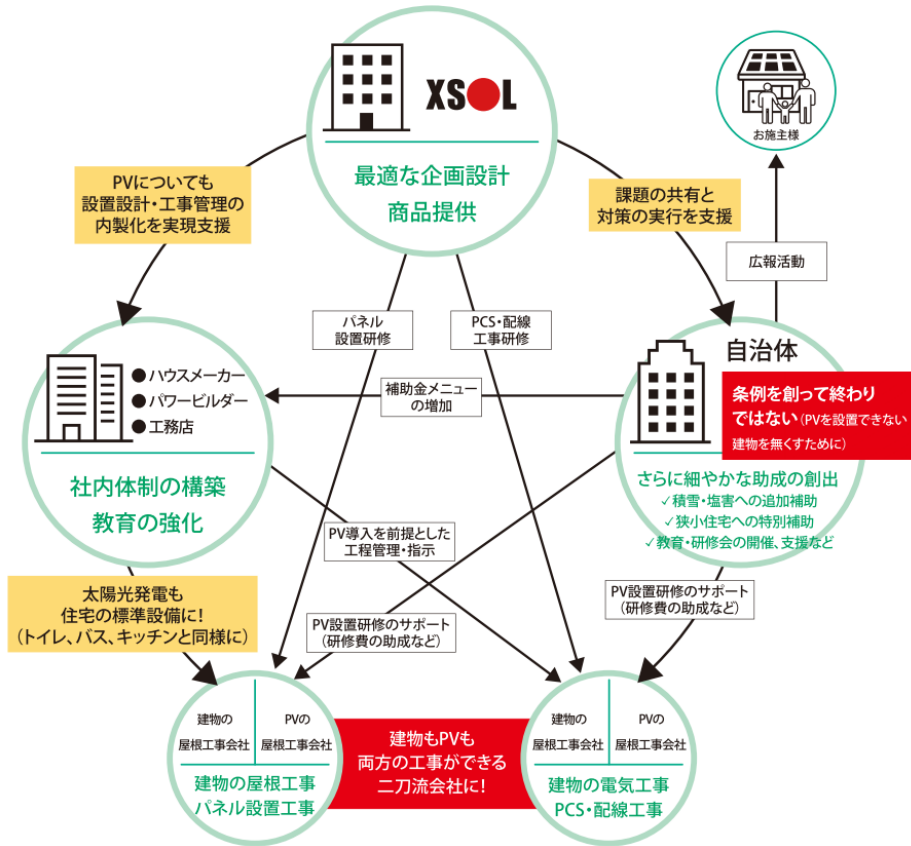 XSOL
最適な企画設計
商品提供
お施主様
PVについても
設置設計・工事管理の
内製化を実現支援
課題の共有と
対策の実行を支援
広報活動
パネル
設置研修
PCS・配線
工事研修
●ハウスメーカー
●パワービルダー
●工務店
社内体制の構築
教育の強化
補助金メニュー
の増加
自治体
条例を創って終わり
ではない(PVを設置できない
建物を無くすために)
さらに細やかな助成の創出
✓積雪・塩害への追加補助
✓狭小住宅への特別補助
✓教育・研修会の開催、支援など
PV導入を前提とした
工程管理・指示
太陽光発電も
住宅の標準設備に!
(トイレ、バス、キッチンと同様に)
PV設置研修のサポート
(研修費の助成など)
PV設置研修のサポート
(研修費の助成など)
建物の
屋根工事会社
PVの
屋根工事会社
建物の屋根工事
パネル設置工事
建物もPVも
両方の工事ができる
二刀流会社に!
建物の
屋根工事会社
PVの
屋根工事会社
建物の電気工事
PCS・配線工事